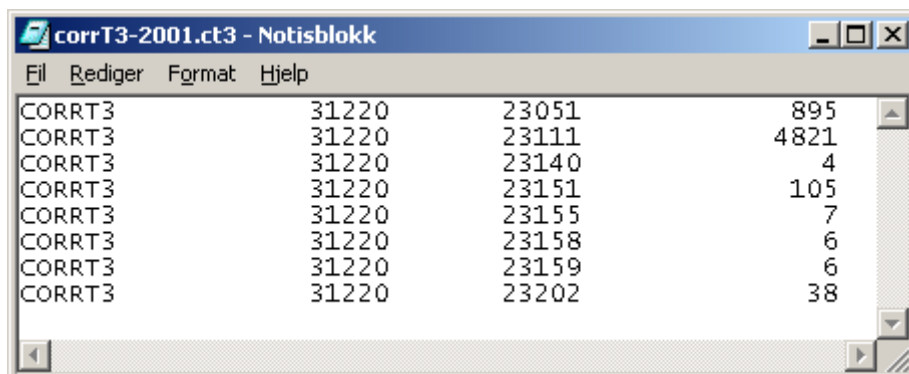 corrT3-2001.ct3 - Notisblokk
Fil Rediger Format Hjelp
CORRT3 31220 23051 895
CORRT3 31220 23111 4821
CORRT3 31220 23140 4
CORRT3 31220 23151 105
CORRT3 31220 23155 7
CORRT3 31220 23158 6
CORRT3 31220 23159 6
CORRT3 31220 23202 38